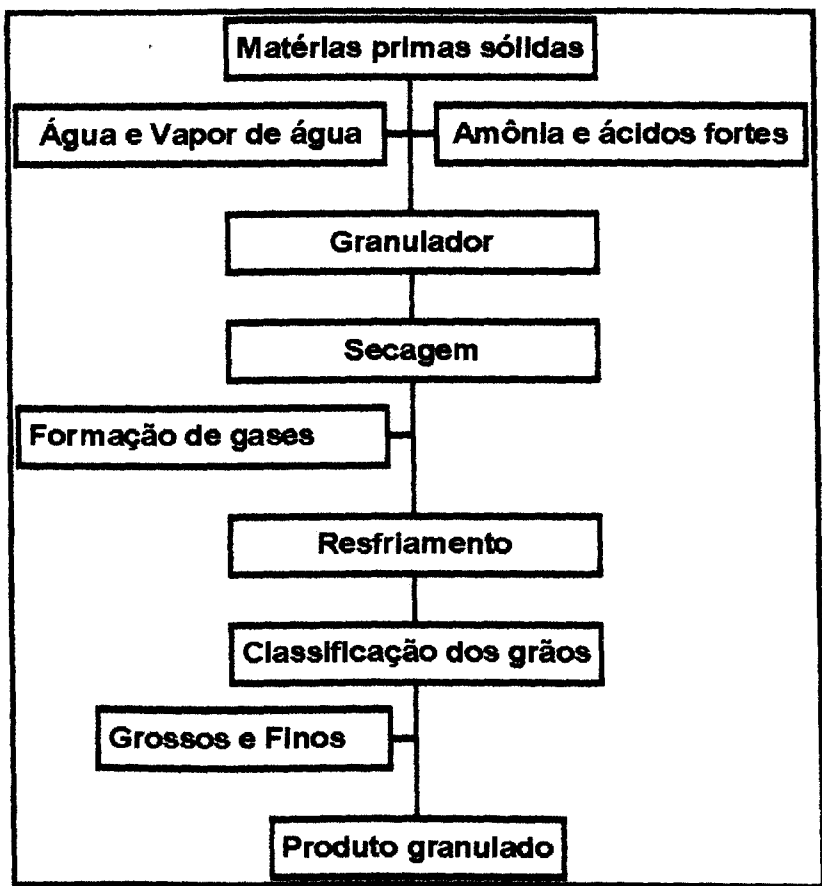 Matérias primas sólidas
Água e Vapor de água
Amônia e ácidos fortes
Granulador
Secagem
Formação de gases
Resfriamento
Classificação dos grãos
Grossos e Finos
Produto granulado